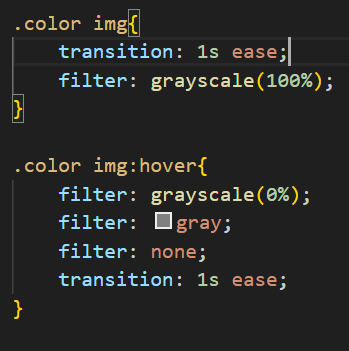 .color img{
    transition: 1s ease;
    filter: grayscale(100%);
}

.color img:hover{
    filter: grayscale(0%);
    filter: gray;
    filter: none;
    transition: 1s ease;
}